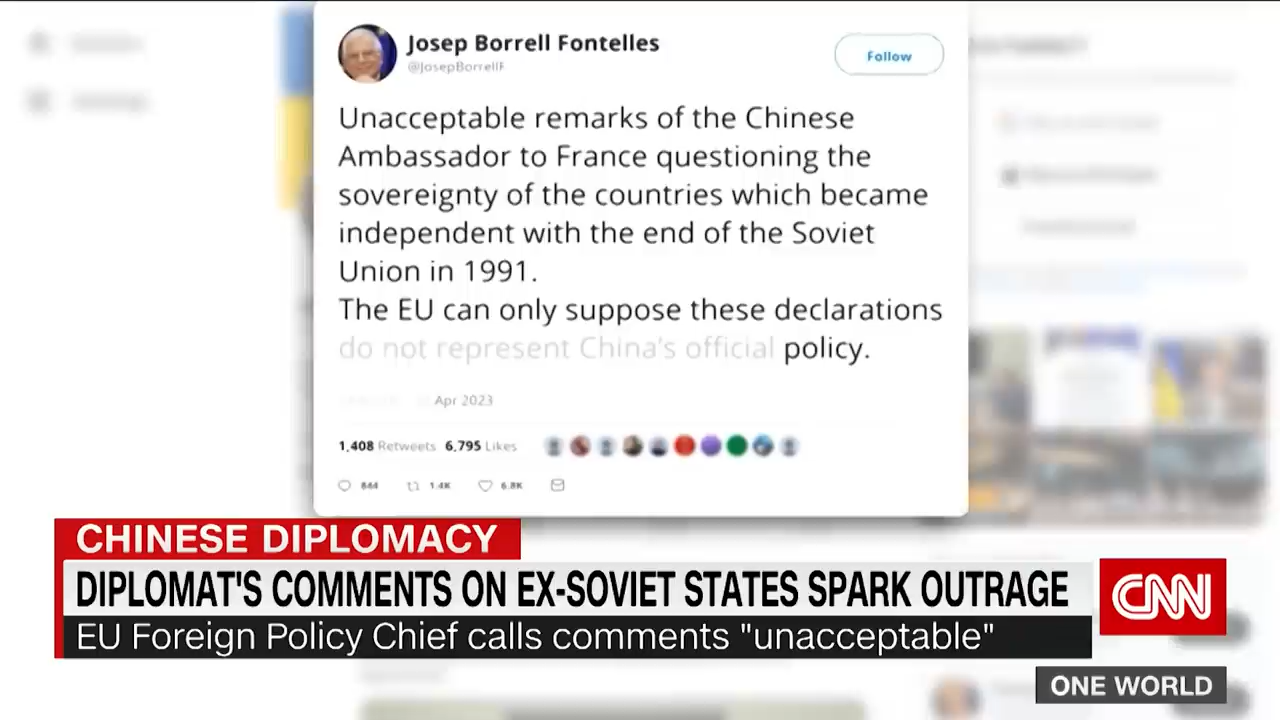 Josep Borrell Fontelles
@JosepBorrellF
Follow
Unacceptable remarks of the Chinese
Ambassador to France questioning the
sovereignty of the countries which became
independent with the end of the Soviet
Union in 1991.
The EU can only suppose these declarations
do not represent China's official policy.
Apr 2023
1,408 Retweets 6,795 Likes
844 1.4K 6.8K
CHINESE DIPLOMACY
DIPLOMAT'S COMMENTS ON EX-SOVIET STATES SPARK OUTRAGE
EU Foreign Policy Chief calls comments "unacceptable"
CNN
ONE WORLD